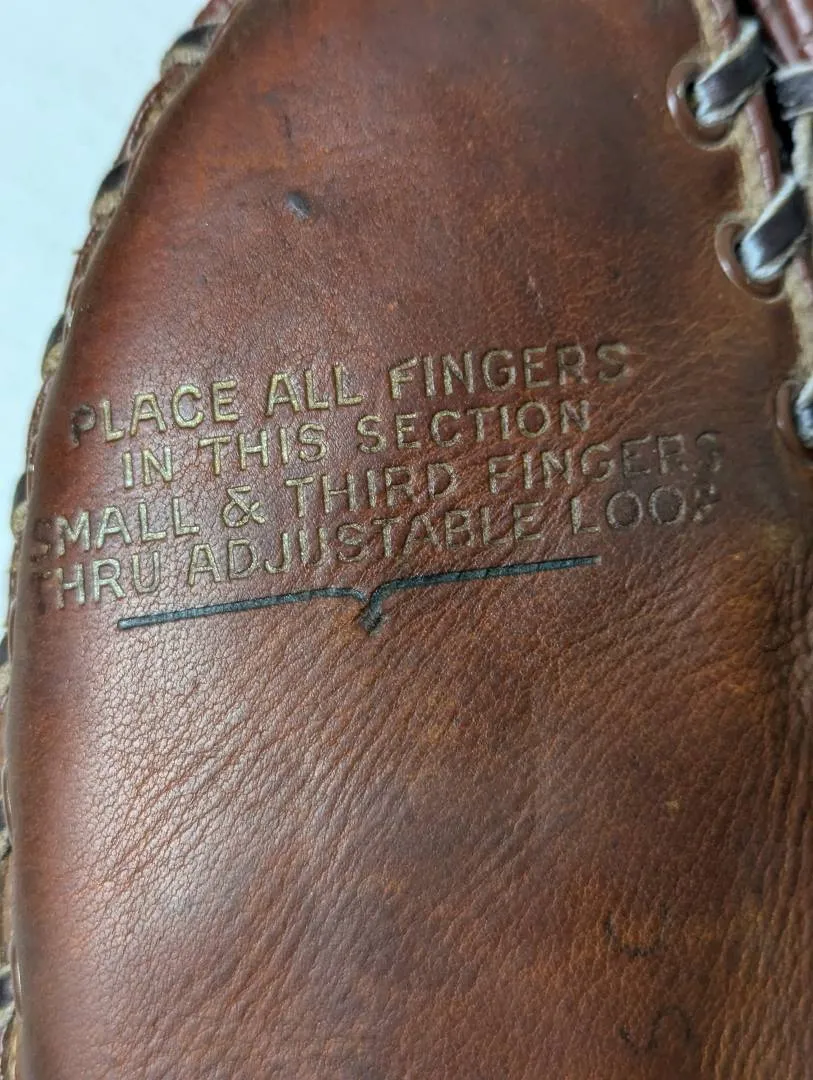 PLACE ALL FINGERS
IN THIS SECTION
SMALL & THIRD FINGERS
THRU ADJUSTABLE LOOP